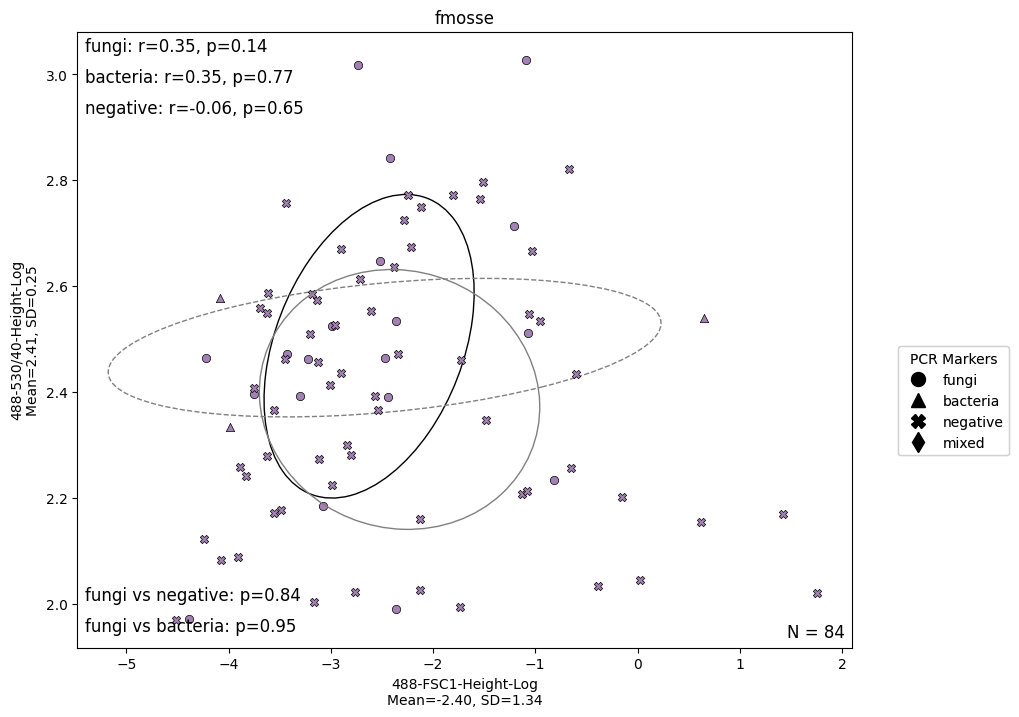 fmosse
fungi: r=0.35, p=0.14
bacteria: r=0.35, p=0.77
negative: r=-0.06, p=0.65
3.0
2.8
2.6
2.4
2.2
2.0
488-530/40-Height-Log
Mean=2.41, SD=0.25
PCR Markers
fungi
bacteria
negative
mixed
fungi vs negative: p=0.84
fungi vs bacteria: p=0.95
N = 84
−5
−4
−3
−2
−1
0
1
2
488-FSC1-Height-Log
Mean=-2.40, SD=1.34